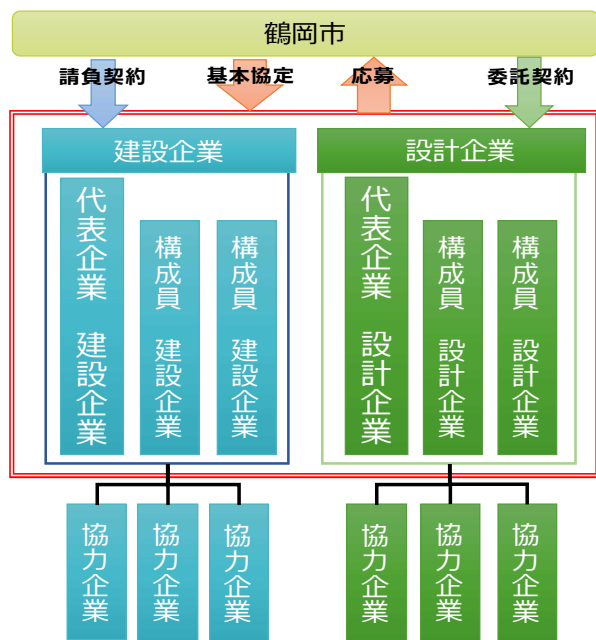 鶴岡市
請負契約
基本協定
応募
委託契約
建設企業
設計企業
代表企業 建設企業
構成員 建設企業
構成員 建設企業
代表企業 設計企業
構成員 設計企業
構成員 設計企業
協力企業
協力企業
協力企業
協力企業
協力企業
協力企業